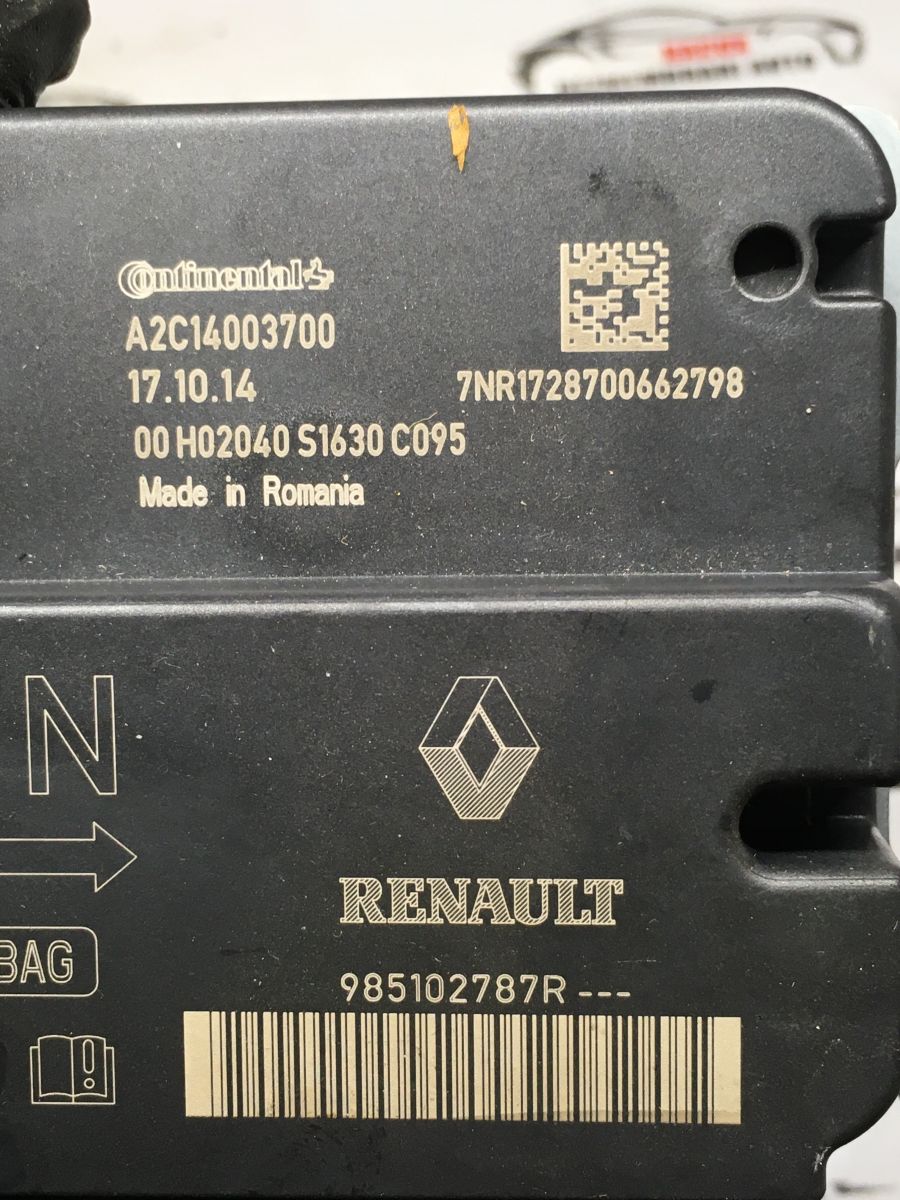 Continental
A2C14003700
17.10.14
7NR1728700662798
00 H02040 S1630 C095
Made in Romania
N
RENAULT
BAG
985102787R ---